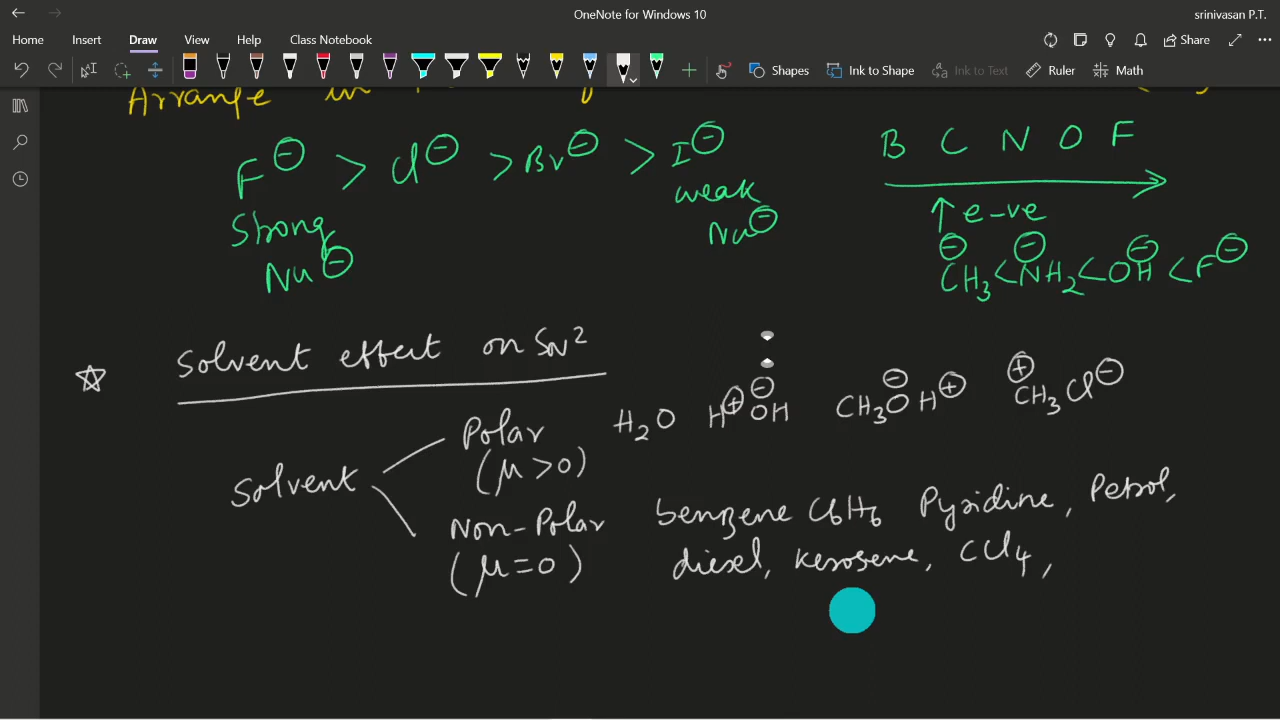 OneNote for Windows 10
srinivasan P.T.
Home Insert Draw View Help Class Notebook
Share
Shapes Ink to Shape Ink to Text Ruler Math
Arrange in
F⊖ > Cl⊖ > Br⊖ > I⊖
Strong Nu⊖
weak Nu⊖
B C N O F
↑ e-ve
⊖CH3 < ⊖NH2 < ⊖OH < F⊖
☆ Solvent effect on SN2
Solvent
Polar H2O H⊕ ⊖OH CH3O⊖ H⊕ ⊕CH3 Cl⊖
(μ > 0)
Non-Polar benzene C6H6 Pyridine, Petrol,
(μ = 0) diesel, kerosene, CCl4,